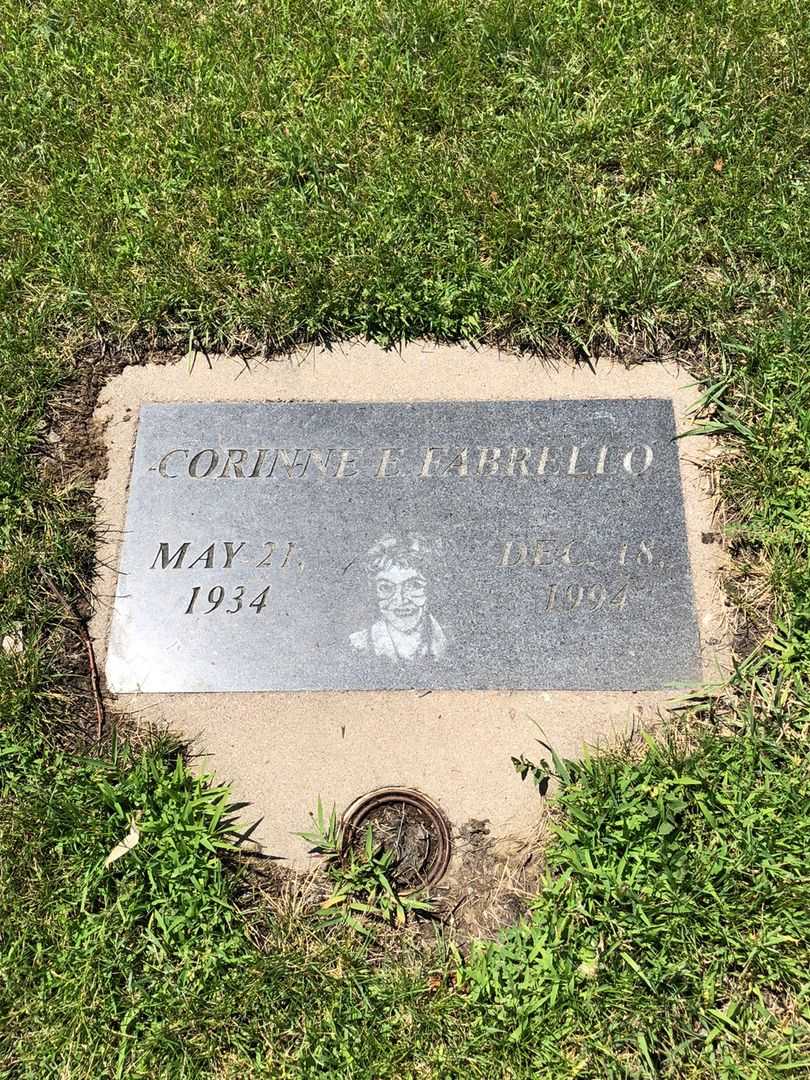 CORINNE E FABRELLO
MAY 21, DEC. 18,
1934 1994